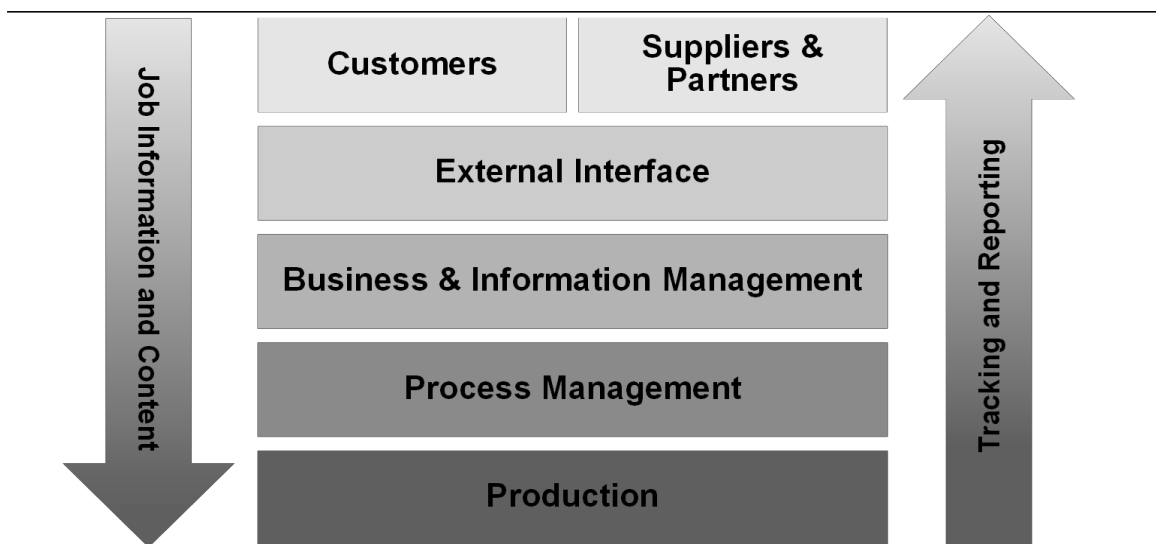 Job Information and Content
Customers
Suppliers &
Partners
External Interface
Business & Information Management
Process Management
Production
Tracking and Reporting